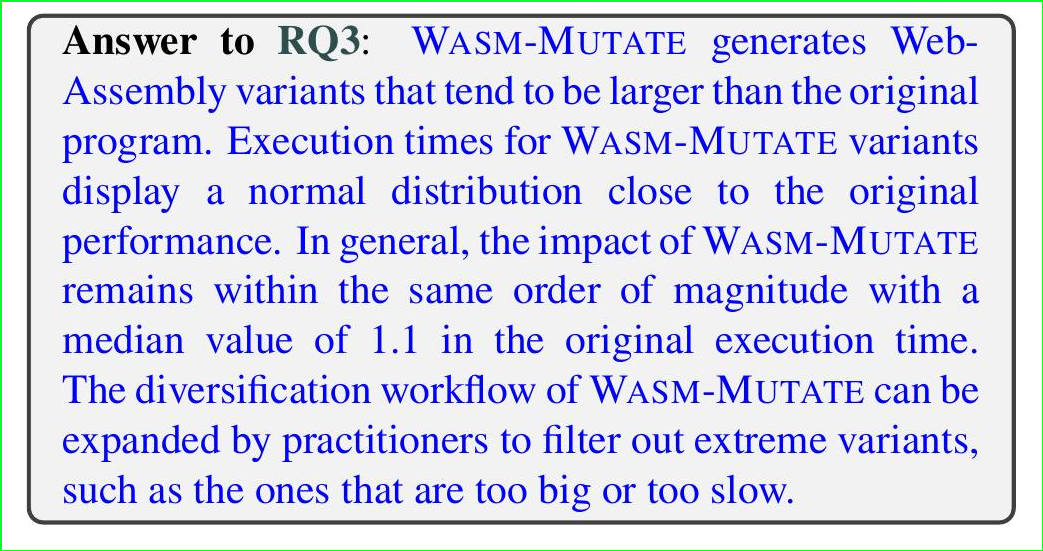 Answer to RQ3: WASM-MUTATE generates Web-
Assembly variants that tend to be larger than the original
program. Execution times for WASM-MUTATE variants
display a normal distribution close to the original
performance. In general, the impact of WASM-MUTATE
remains within the same order of magnitude with a
median value of 1.1 in the original execution time.
The diversification workflow of WASM-MUTATE can be
expanded by practitioners to filter out extreme variants,
such as the ones that are too big or too slow.